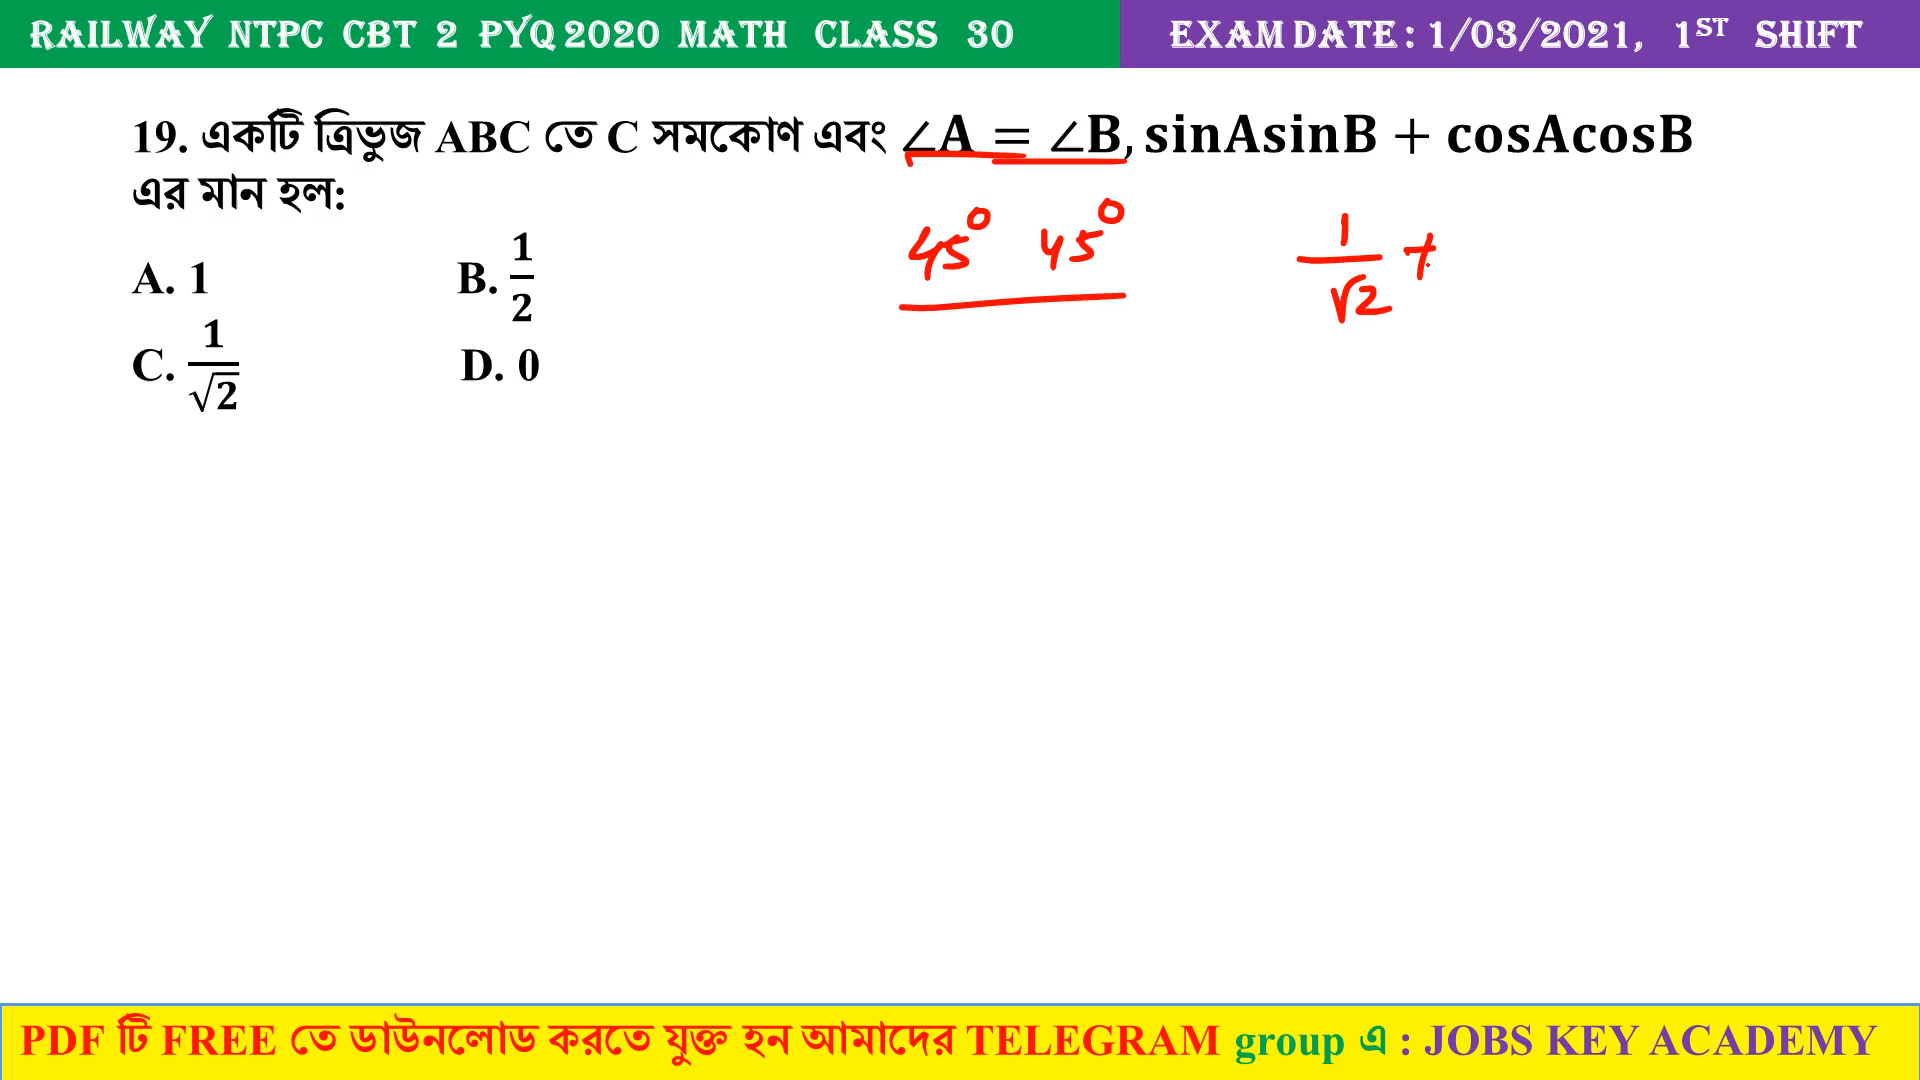 RAILWAY NTPC CBT 2 PYQ 2020 MATH CLASS 30
EXAM DATE : 1/03/2021, 1ST SHIFT
19. একটি ত্রিভুজ ABC তে C সমকোণ এবং ∠A = ∠B, sinAsinB + cosAcosB
এর মান হল:
A. 1 B. 1/2
C. 1/√2 D. 0
45° 45°
1/√2 +
PDF টি FREE তে ডাউনলোড করতে যুক্ত হন আমাদের TELEGRAM group এ : JOBS KEY ACADEMY